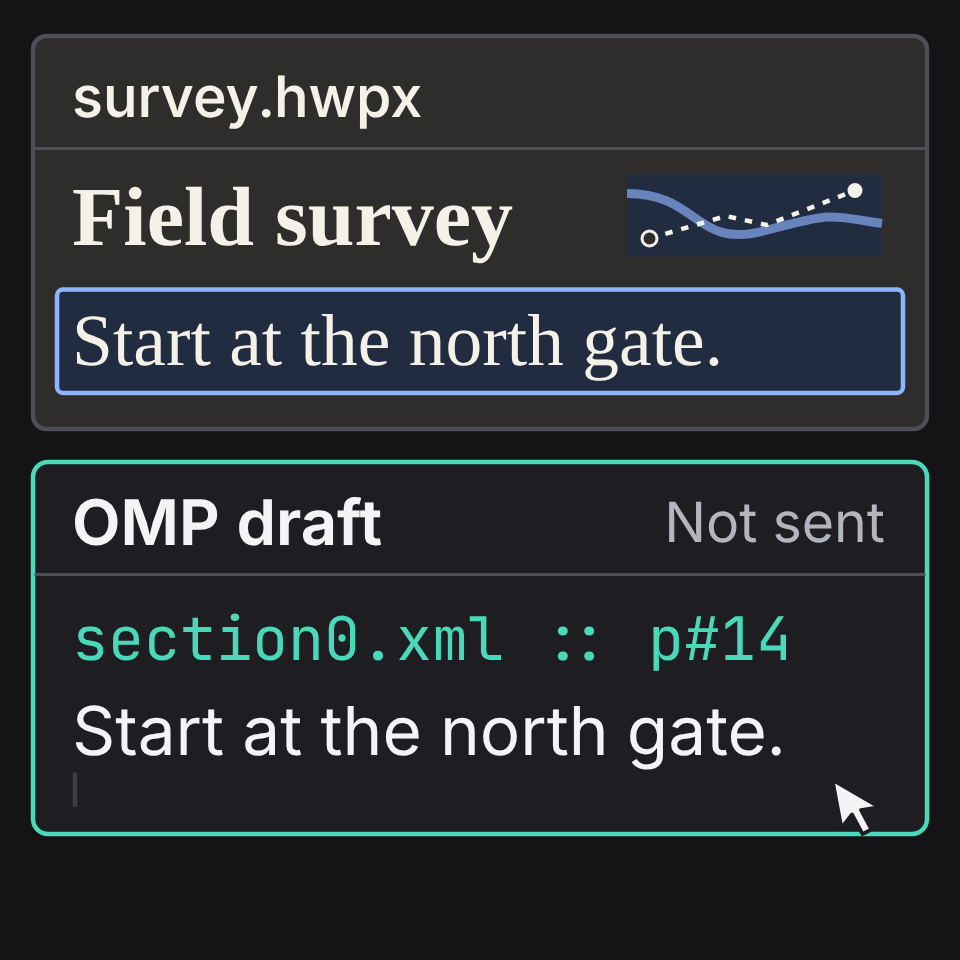 survey.hwpx
Field survey
Start at the north gate.
OMP draft
Not sent
section0.xml :: p#14
Start at the north gate.